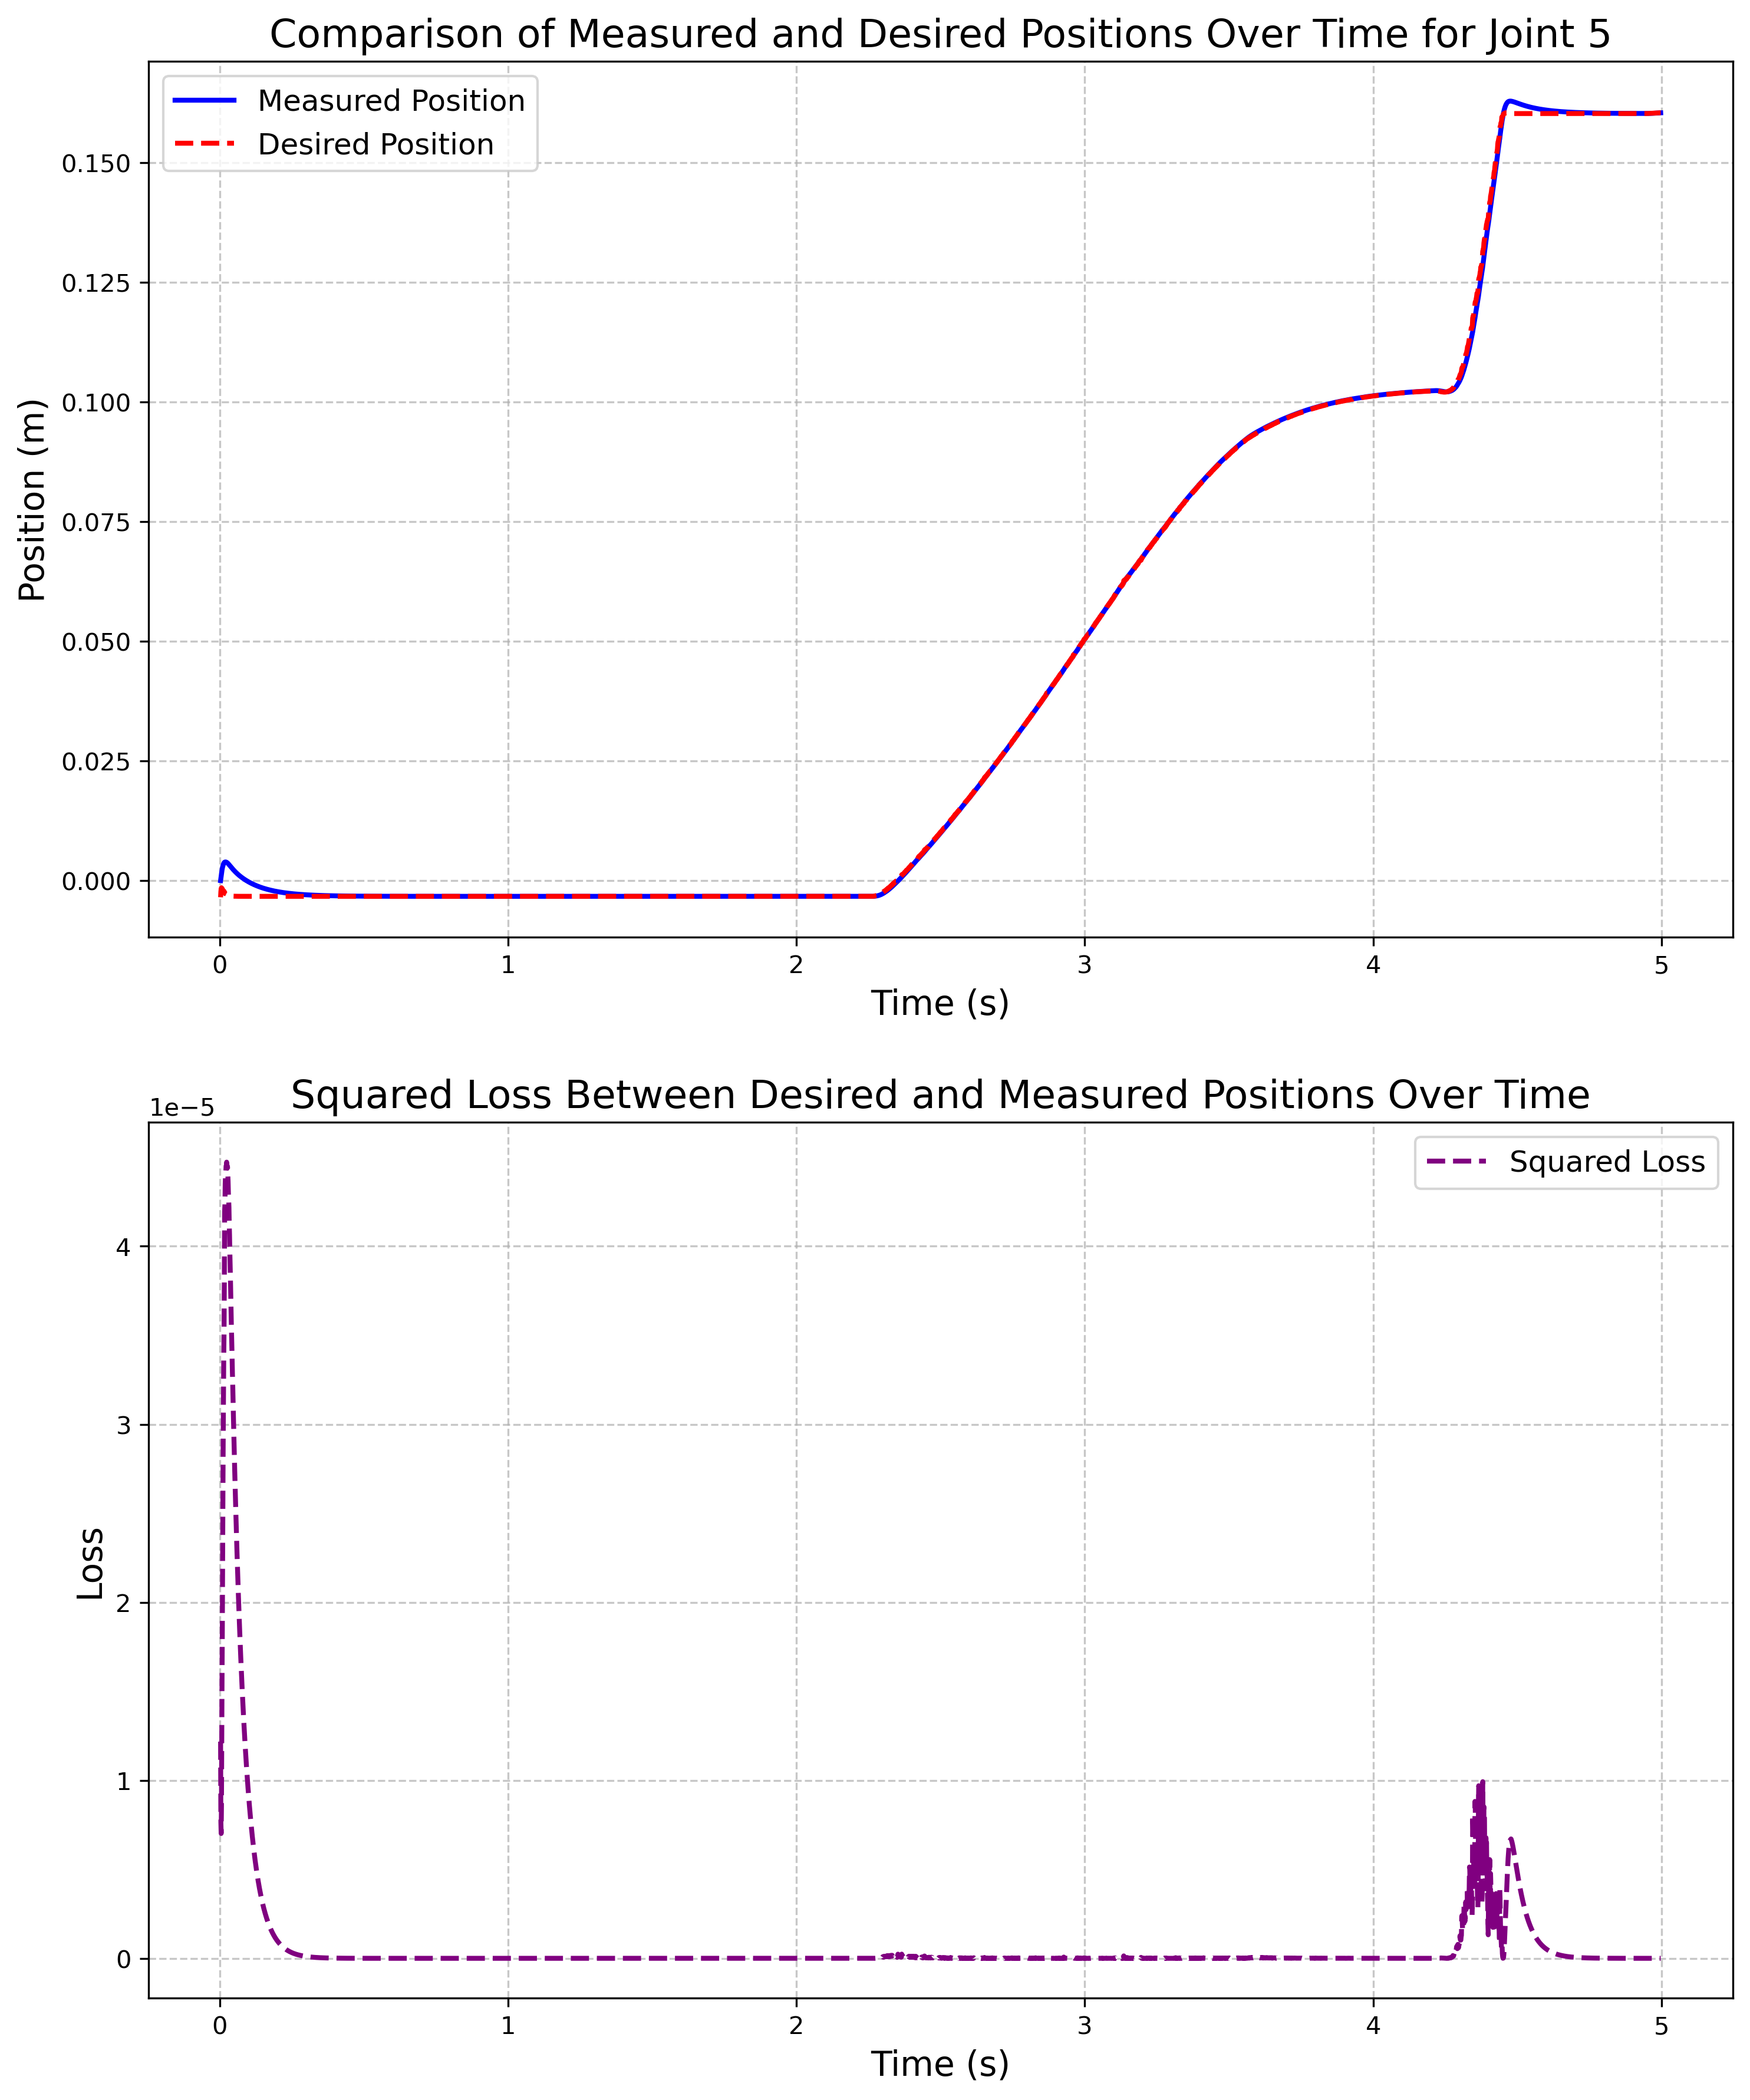 Comparison of Measured and Desired Positions Over Time for Joint 5
Measured Position
Desired Position
0.150
0.125
0.100
0.075
0.050
0.025
0.000
Position (m)
0 1 2 3 4 5
Time (s)
Squared Loss Between Desired and Measured Positions Over Time
1e−5
Squared Loss
4
3
2
1
0
Loss
0 1 2 3 4 5
Time (s)